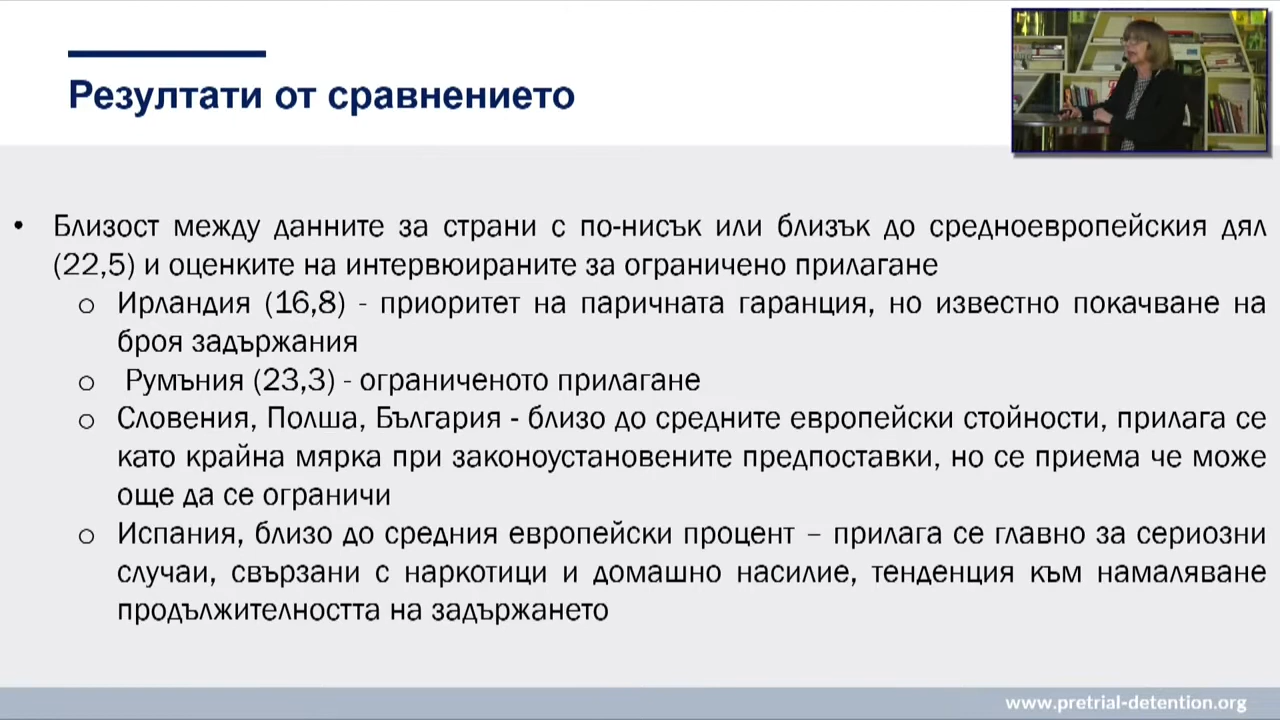 Резултати от сравнението
• Близост между данните за страни с по-нисък или близък до средноевропейския дял
(22,5) и оценките на интервюираните за ограничено прилагане
o Ирландия (16,8) - приоритет на паричната гаранция, но известно покачване на
броя задържания
o Румъния (23,3) - ограниченото прилагане
o Словения, Полша, България - близо до средните европейски стойности, прилага се
като крайна мярка при законоустановените предпоставки, но се приема че може
още да се ограничи
o Испания, близо до средния европейски процент – прилага се главно за сериозни
случаи, свързани с наркотици и домашно насилие, тенденция към намаляване
продължителността на задържането
www.pretrial-detention.org